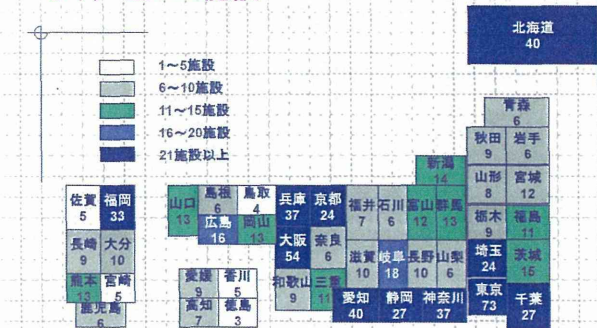 北海道
40
1～5施設
6～10施設
11～15施設
16～20施設
21施設以上
青森
6
秋田
9
岩手
6
新潟
14
山形
8
宮城
12
佐賀
5
福岡
33
山口
13
島根
6
鳥取
4
兵庫
37
京都
24
福井
7
石川
6
富山
12
群馬
13
栃木
9
福島
11
広島
16
岡山
13
長崎
9
大分
10
大阪
54
奈良
6
滋賀
10
岐阜
18
長野
10
山梨
6
埼玉
24
茨城
15
熊本
13
宮崎
5
愛媛
9
香川
5
和歌山
9
三重
11
愛知
40
静岡
27
神奈川
37
東京
73
千葉
27
鹿児島
6
高知
7
徳島
3